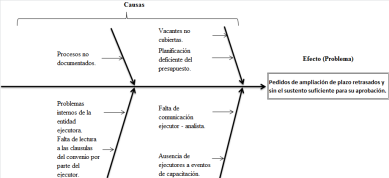 Causas
Vacantes no
cubiertas.
Planificación
deficiente del
presupuesto.
Procesos no
documentados.
Efecto (Problema)
Pedidos de ampliación de plazo retrasados y
sin el sustento suficiente para su aprobación.
Problemas
internos de la
entidad
ejecutora.
Falta de lectura
a las clausulas
del convenio por
parte del
ejecutor.
Falta de
comunicación
ejecutor - analista.
Ausencia de
ejecutores a eventos
de capacitación.